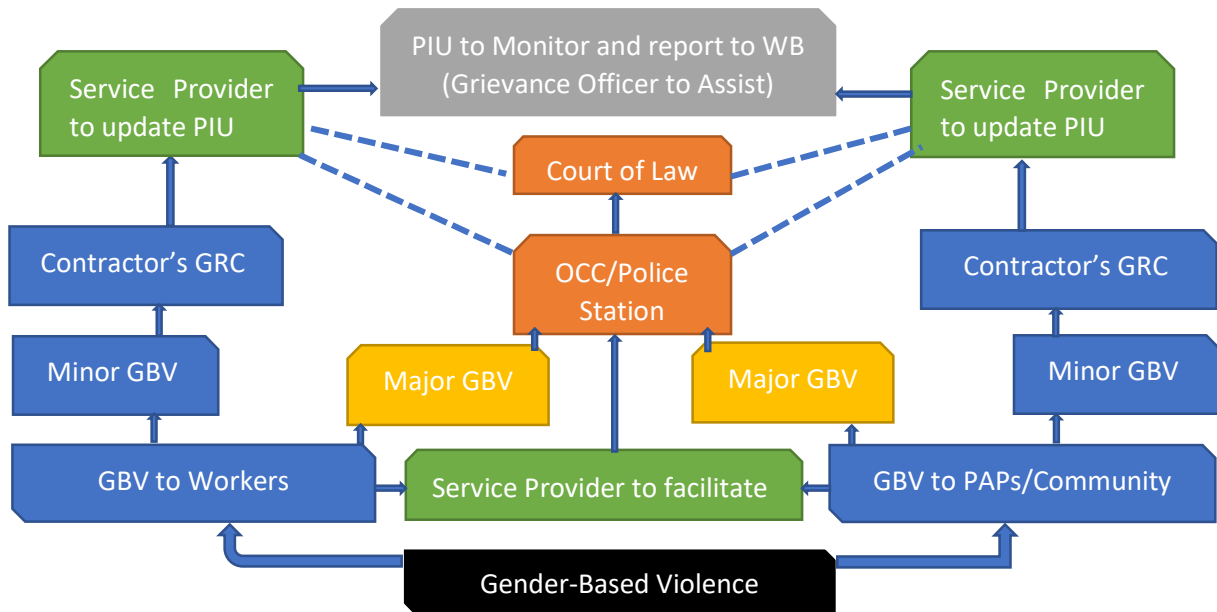 PIU to Monitor and report to WB
(Grievance Officer to Assist)
Service Provider
to update PIU
Service Provider
to update PIU
Court of Law
Contractor’s GRC
OCC/Police
Station
Contractor’s GRC
Minor GBV
Major GBV
Major GBV
Minor GBV
GBV to Workers
Service Provider to facilitate
GBV to PAPs/Community
Gender-Based Violence